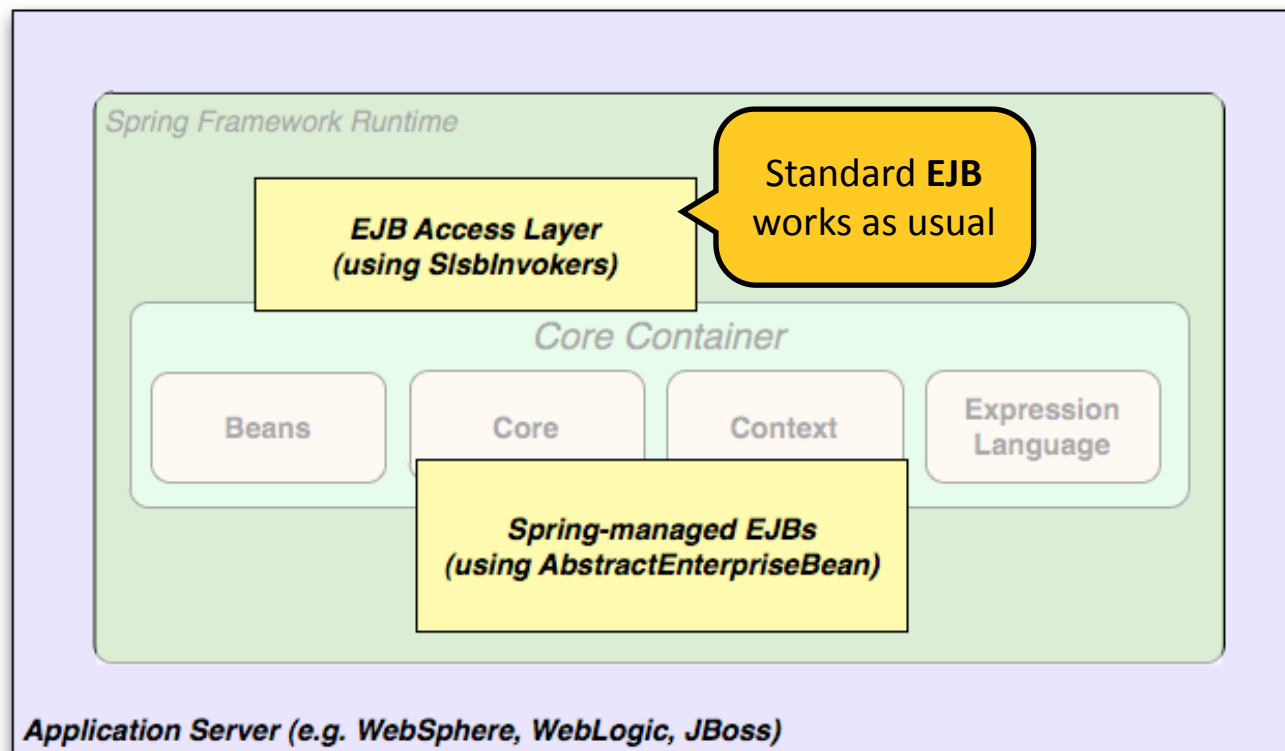 Spring Framework Runtime
Standard EJB
works as usual
EJB Access Layer
(using SlsbInvokers)
Core Container
Beans
Core
Context
Expression
Language
Spring-managed EJBs
(using AbstractEnterpriseBean)
Application Server (e.g. WebSphere, WebLogic, JBoss)